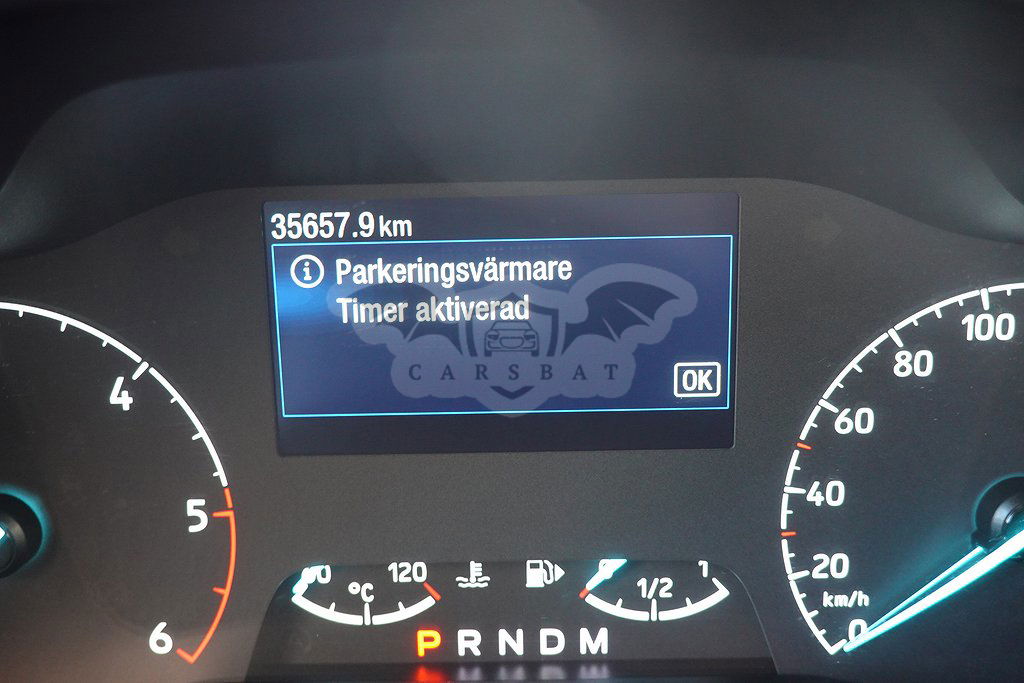 35657.9 km
Parkeringsvärmare
Timer aktiverad
CARSBAT
OK
4
5
6
100
80
60
40
20
km/h
0
120
°C
1/2
1
P R N D M